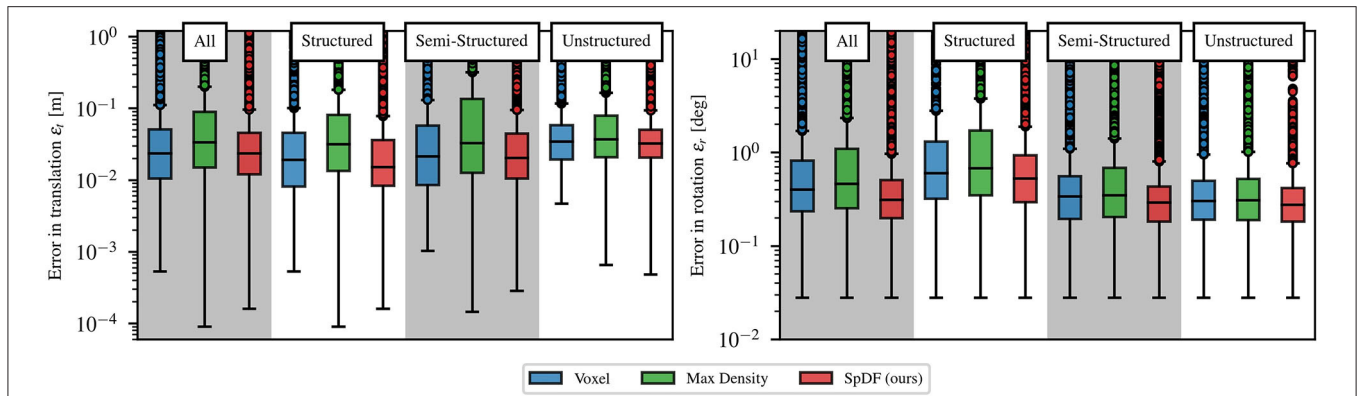 All
Structured
Semi-Structured
Unstructured
Error in translation ε_t [m]
10^0
10^-1
10^-2
10^-3
10^-4
All
Structured
Semi-Structured
Unstructured
Error in rotation ε_r [deg]
10^1
10^0
10^-1
10^-2
Voxel
Max Density
SpDF (ours)